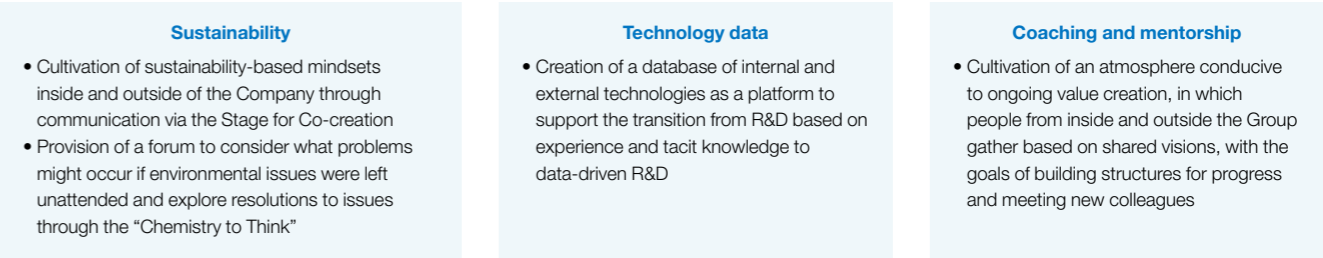 Sustainability
• Cultivation of sustainability-based mindsets
inside and outside of the Company through
communication via the Stage for Co-creation
• Provision of a forum to consider what problems
might occur if environmental issues were left
unattended and explore resolutions to issues
through the “Chemistry to Think”
Technology data
• Creation of a database of internal and
external technologies as a platform to
support the transition from R&D based on
experience and tacit knowledge to
data-driven R&D
Coaching and mentorship
• Cultivation of an atmosphere conducive
to ongoing value creation, in which
people from inside and outside the Group
gather based on shared visions, with the
goals of building structures for progress
and meeting new colleagues